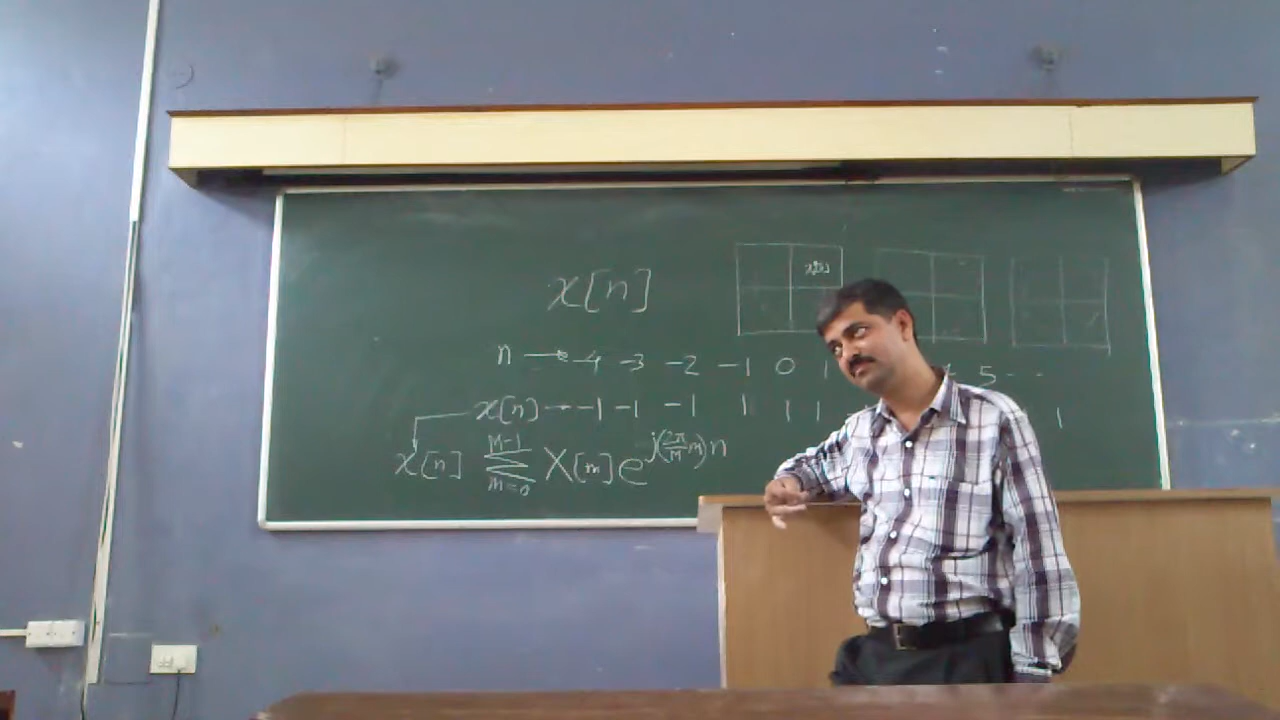 x[n]
n → -4 -3 -2 -1 0 1 5 ...
x[n] → -1 -1 -1 1 1 1 1
x[n] M-1 Σ m=0 X[m] e^j(2π/M m)n